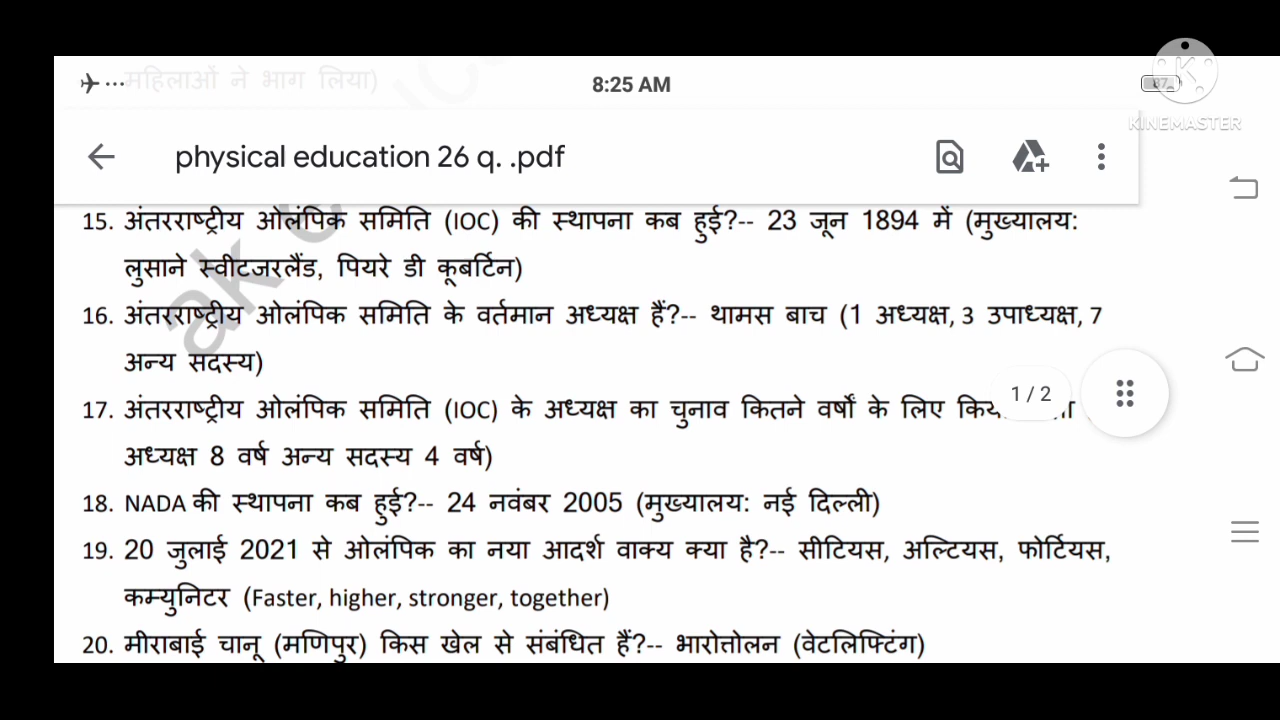 महिलाओं ने भाग लिया)
8:25 AM
87
KINEMASTER
physical education 26 q. .pdf
15. अंतरराष्ट्रीय ओलंपिक समिति (IOC) की स्थापना कब हुई?-- 23 जून 1894 में (मुख्यालय:
लुसाने स्वीटजरलैंड, पियरे डी कूबर्टिन)
16. अंतरराष्ट्रीय ओलंपिक समिति के वर्तमान अध्यक्ष हैं?-- थामस बाच (1 अध्यक्ष, 3 उपाध्यक्ष, 7
अन्य सदस्य)
1 / 2
17. अंतरराष्ट्रीय ओलंपिक समिति (IOC) के अध्यक्ष का चुनाव कितने वर्षों के लिए
अध्यक्ष 8 वर्ष अन्य सदस्य 4 वर्ष)
18. NADA की स्थापना कब हुई?-- 24 नवंबर 2005 (मुख्यालय: नई दिल्ली)
19. 20 जुलाई 2021 से ओलंपिक का नया आदर्श वाक्य क्या है?-- सीटियस, अल्टियस, फोर्टियस,
कम्युनिटर (Faster, higher, stronger, together)
20. मीराबाई चानू (मणिपुर) किस खेल से संबंधित हैं?-- भारोत्तोलन (वेटलिफ्टिंग)